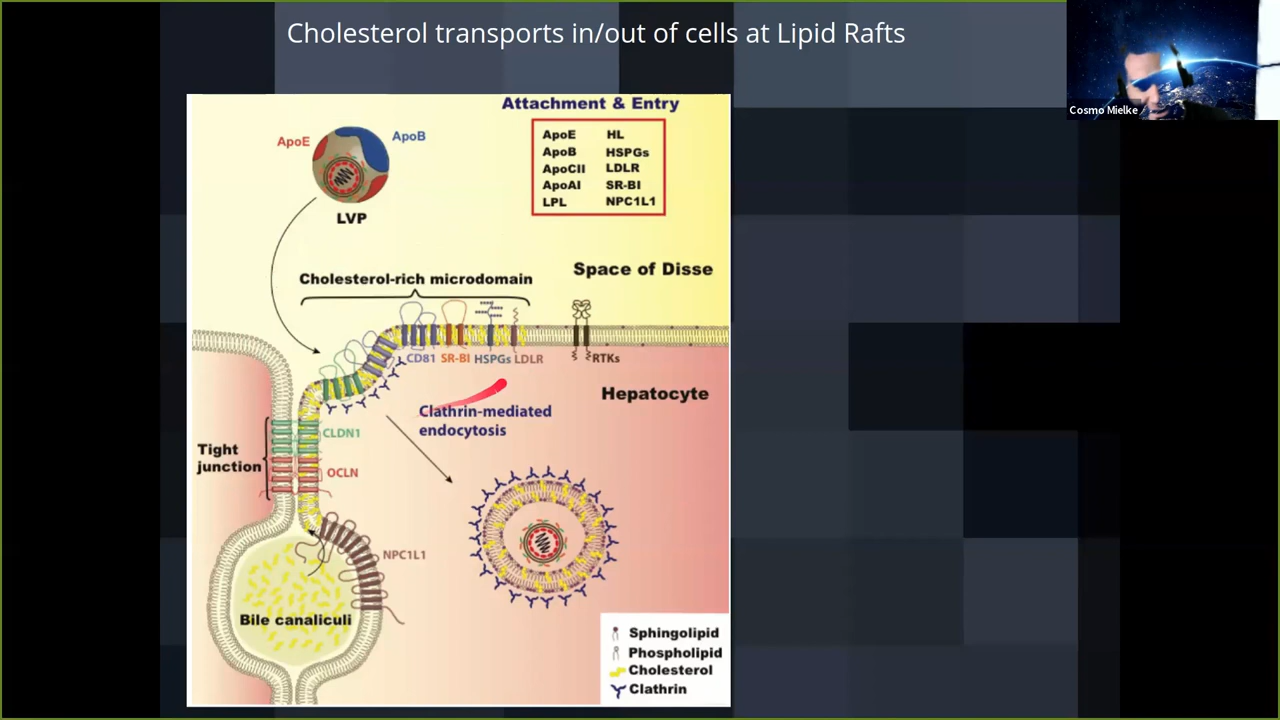 Cholesterol transports in/out of cells at Lipid Rafts
Cosmo Mielke
Attachment & Entry
ApoE HL
ApoB HSPGs
ApoCII LDLR
ApoAI SR-BI
LPL NPC1L1
ApoE
ApoB
LVP
Cholesterol-rich microdomain
Space of Disse
CD81 SR-BI HSPGs LDLR
RTKs
Hepatocyte
Clathrin-mediated
endocytosis
Tight
junction
CLDN1
OCLN
NPC1L1
Bile canaliculi
Sphingolipid
Phospholipid
Cholesterol
Clathrin